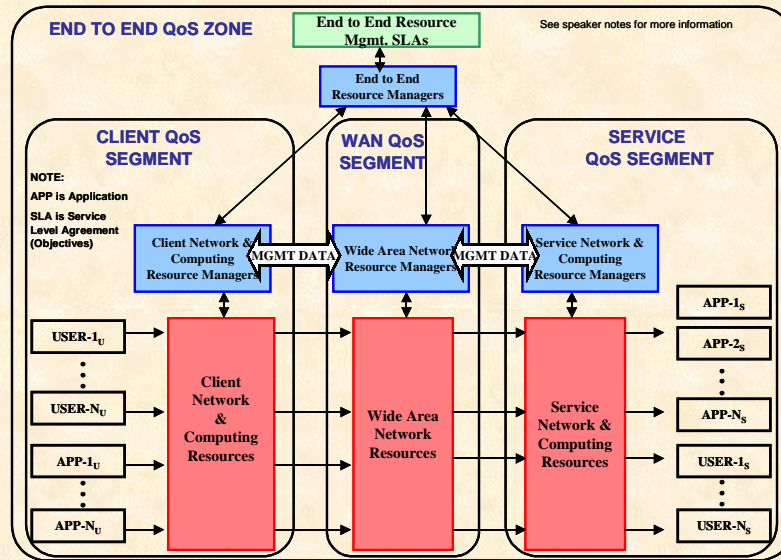 END TO END QoS ZONE
End to End Resource
Mgmt. SLAs
See speaker notes for more information
End to End
Resource Managers
CLIENT QoS
SEGMENT
WAN QoS
SEGMENT
SERVICE
QoS SEGMENT
NOTE:
APP is Application
SLA is Service
Level Agreement
(Objectives)
Client Network &
Computing
Resource Managers
MGMT DATA
Wide Area Network
Resource Managers
MGMT DATA
Service Network &
Computing
Resource Managers
USER-1U
USER-NU
APP-1U
APP-NU
Client
Network
&
Computing
Resources
Wide Area
Network
Resources
Service
Network &
Computing
Resources
APP-1S
APP-2S
APP-NS
USER-1S
USER-NS